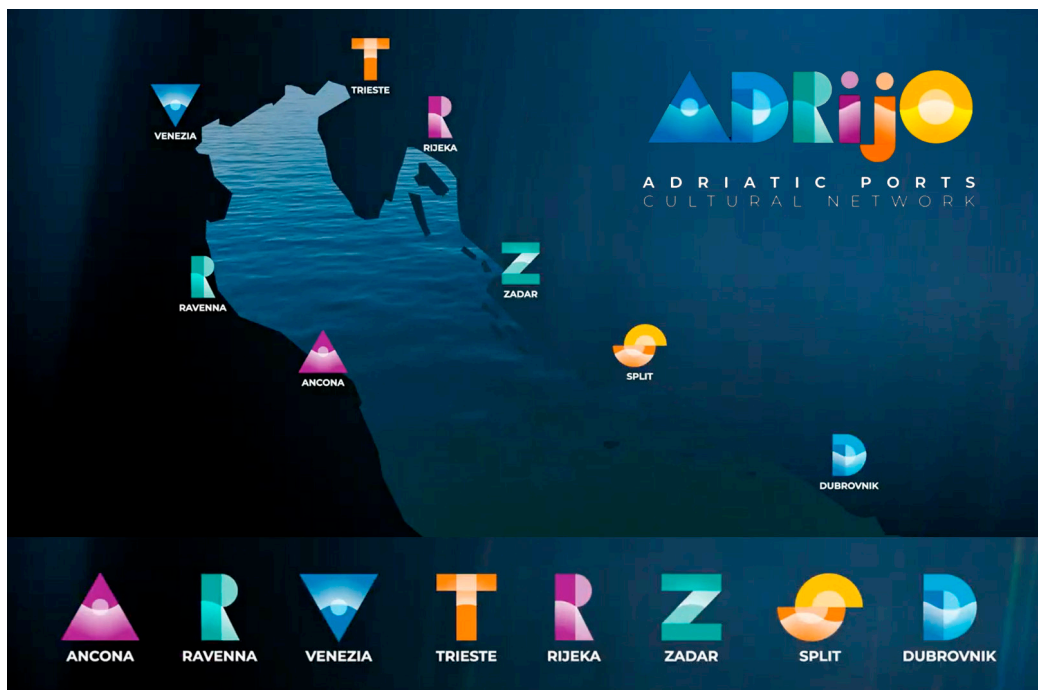 T
TRIESTE
V
VENEZIA
R
RIJEKA
ADRIJO
ADRIATIC PORTS
CULTURAL NETWORK
R
RAVENNA
Z
ZADAR
A
ANCONA
S
SPLIT
D
DUBROVNIK
A R V T R Z S D
ANCONA RAVENNA VENEZIA TRIESTE RIJEKA ZADAR SPLIT DUBROVNIK